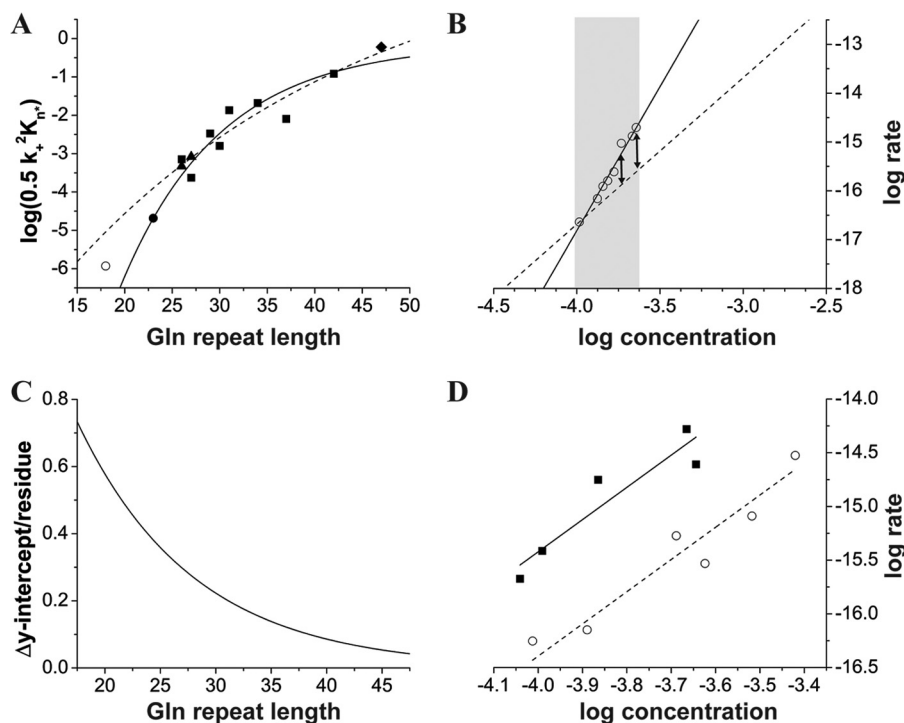 A
log(0.5 k+²Kn*)
0
-1
-2
-3
-4
-5
-6
15 20 25 30 35 40 45 50
Gln repeat length
B
-13
-14
-15
-16
-17
-18
log rate
-4.5 -4.0 -3.5 -3.0 -2.5
log concentration
C
Δy-intercept/residue
0.8
0.6
0.4
0.2
0.0
20 25 30 35 40 45
Gln repeat length
D
-14.0
-14.5
-15.0
-15.5
-16.0
-16.5
log rate
-4.1 -4.0 -3.9 -3.8 -3.7 -3.6 -3.5 -3.4
log concentration